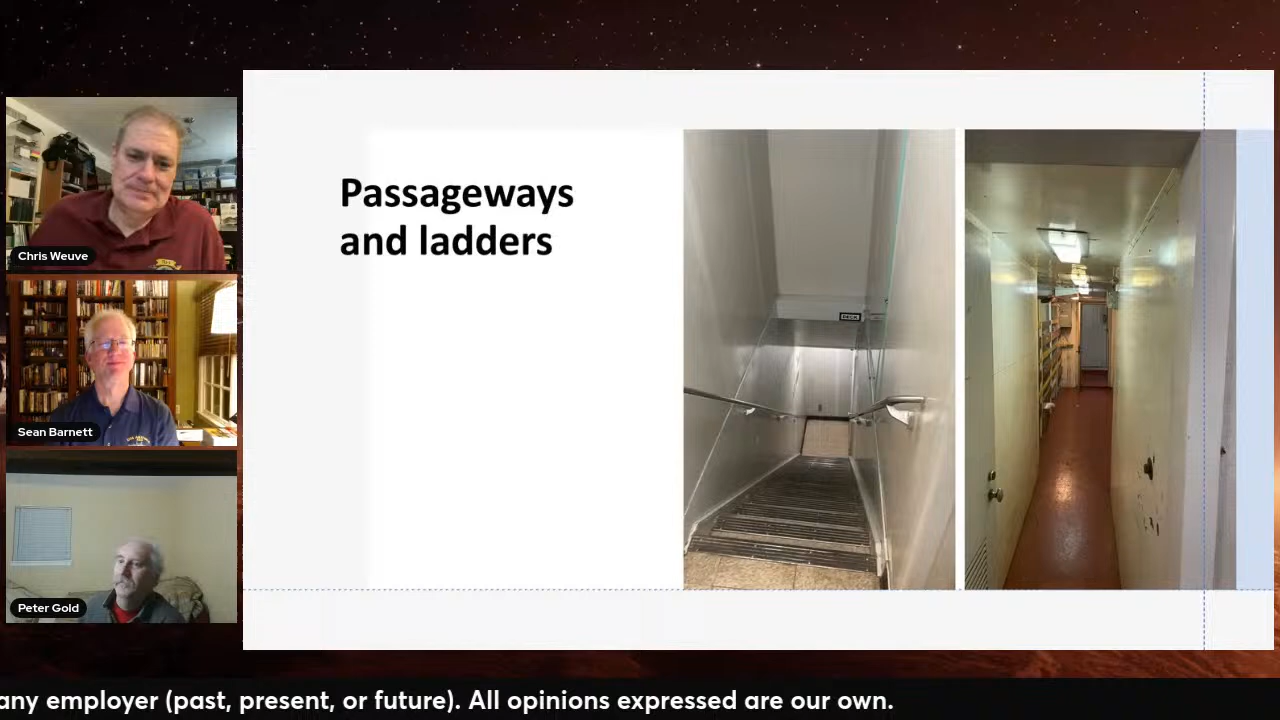 Chris Weuve
Sean Barnett
Peter Gold
Passageways
and ladders
any employer (past, present, or future). All opinions expressed are our own.